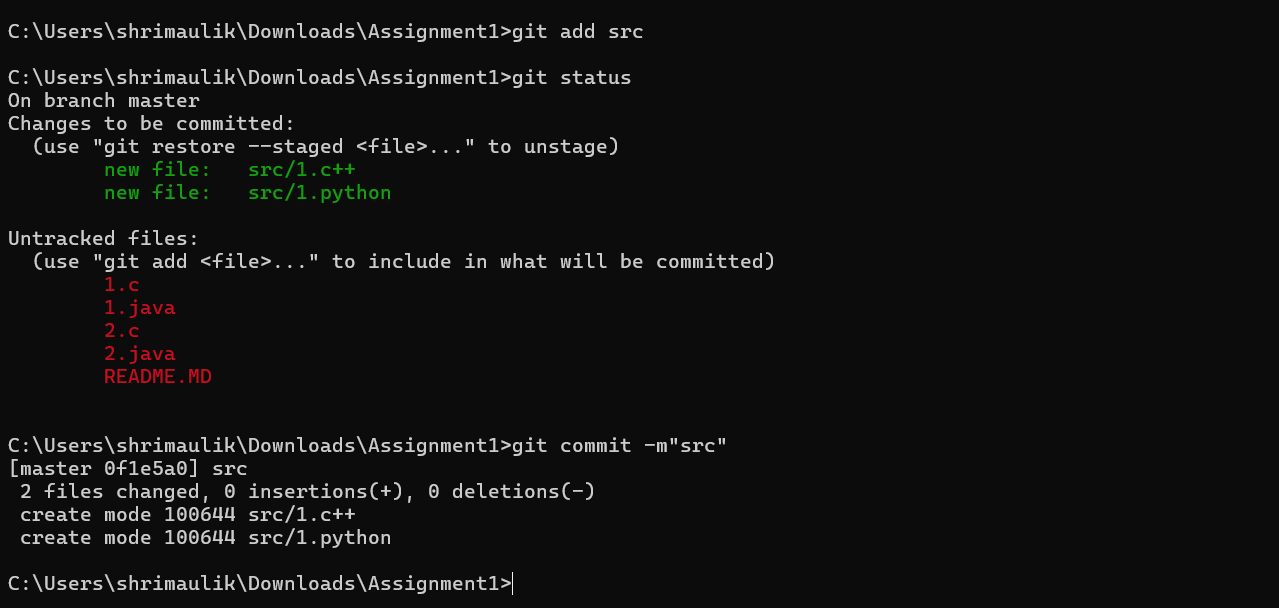 C:\Users\shrimaulik\Downloads\Assignment1>git add src
C:\Users\shrimaulik\Downloads\Assignment1>git status
On branch master
Changes to be committed:
  (use "git restore --staged <file>..." to unstage)
        new file:   src/1.c++
        new file:   src/1.python
Untracked files:
  (use "git add <file>..." to include in what will be committed)
        1.c
        1.java
        2.c
        2.java
        README.MD
C:\Users\shrimaulik\Downloads\Assignment1>git commit -m"src"
[master 0f1e5a0] src
 2 files changed, 0 insertions(+), 0 deletions(-)
 create mode 100644 src/1.c++
 create mode 100644 src/1.python
C:\Users\shrimaulik\Downloads\Assignment1>